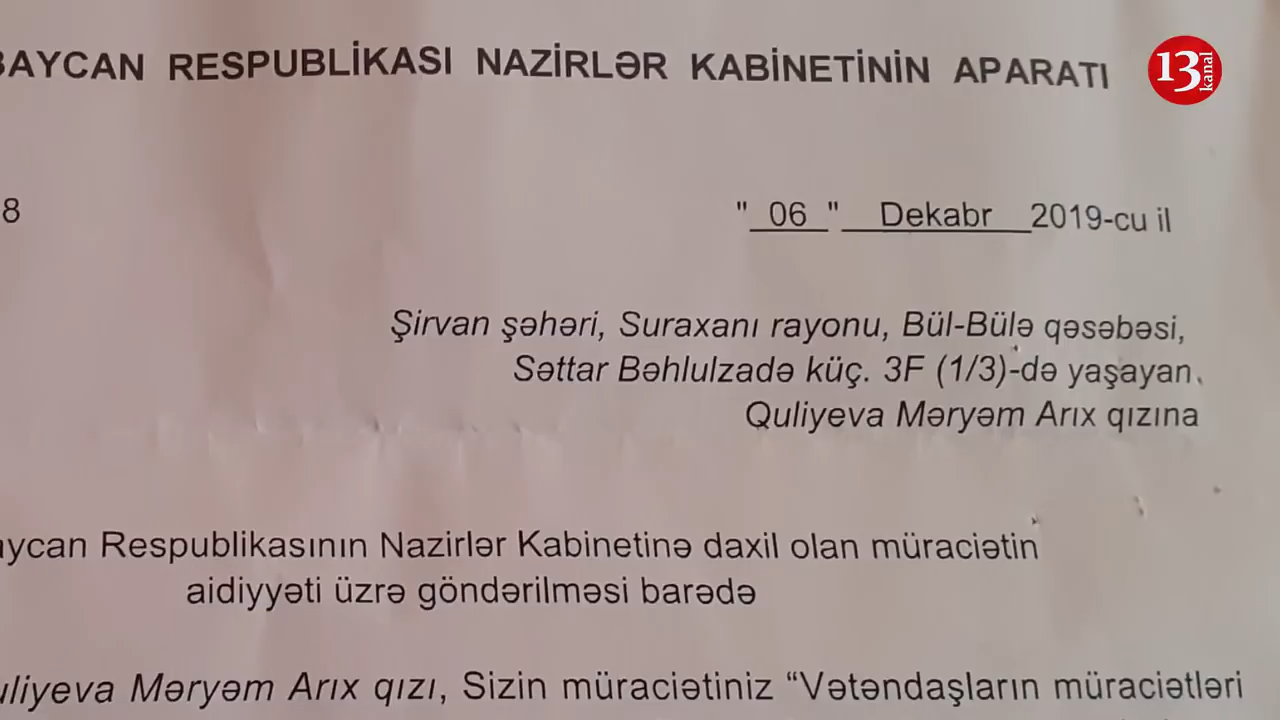 BAYCAN RESPUBLİKASI NAZİRLƏR KABİNETİNİN APARATI
13 kanal
8
" 06 " Dekabr 2019-cu il
Şirvan şəhəri, Suraxanı rayonu, Bül-Bülə qəsəbəsi,
Səttar Bəhlulzadə küç. 3F (1/3)-də yaşayan
Quliyeva Məryəm Arıx qızına
aycan Respublikasının Nazirlər Kabinetinə daxil olan müraciətin
aidiyyəti üzrə göndərilməsi barədə
uliyeva Məryəm Arıx qızı, Sizin müraciətiniz “Vətəndaşların müraciətləri